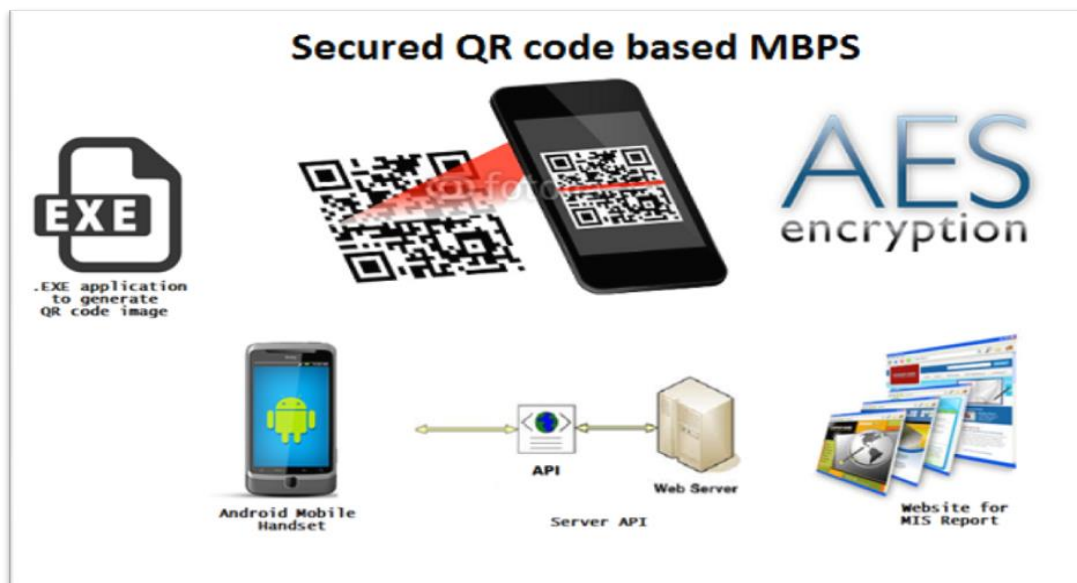 Secured QR code based MBPS
EXE
.EXE application
to generate
QR code image
AES
encryption
Android Mobile
Handset
API
Web Server
Server API
Website for
MIS Report